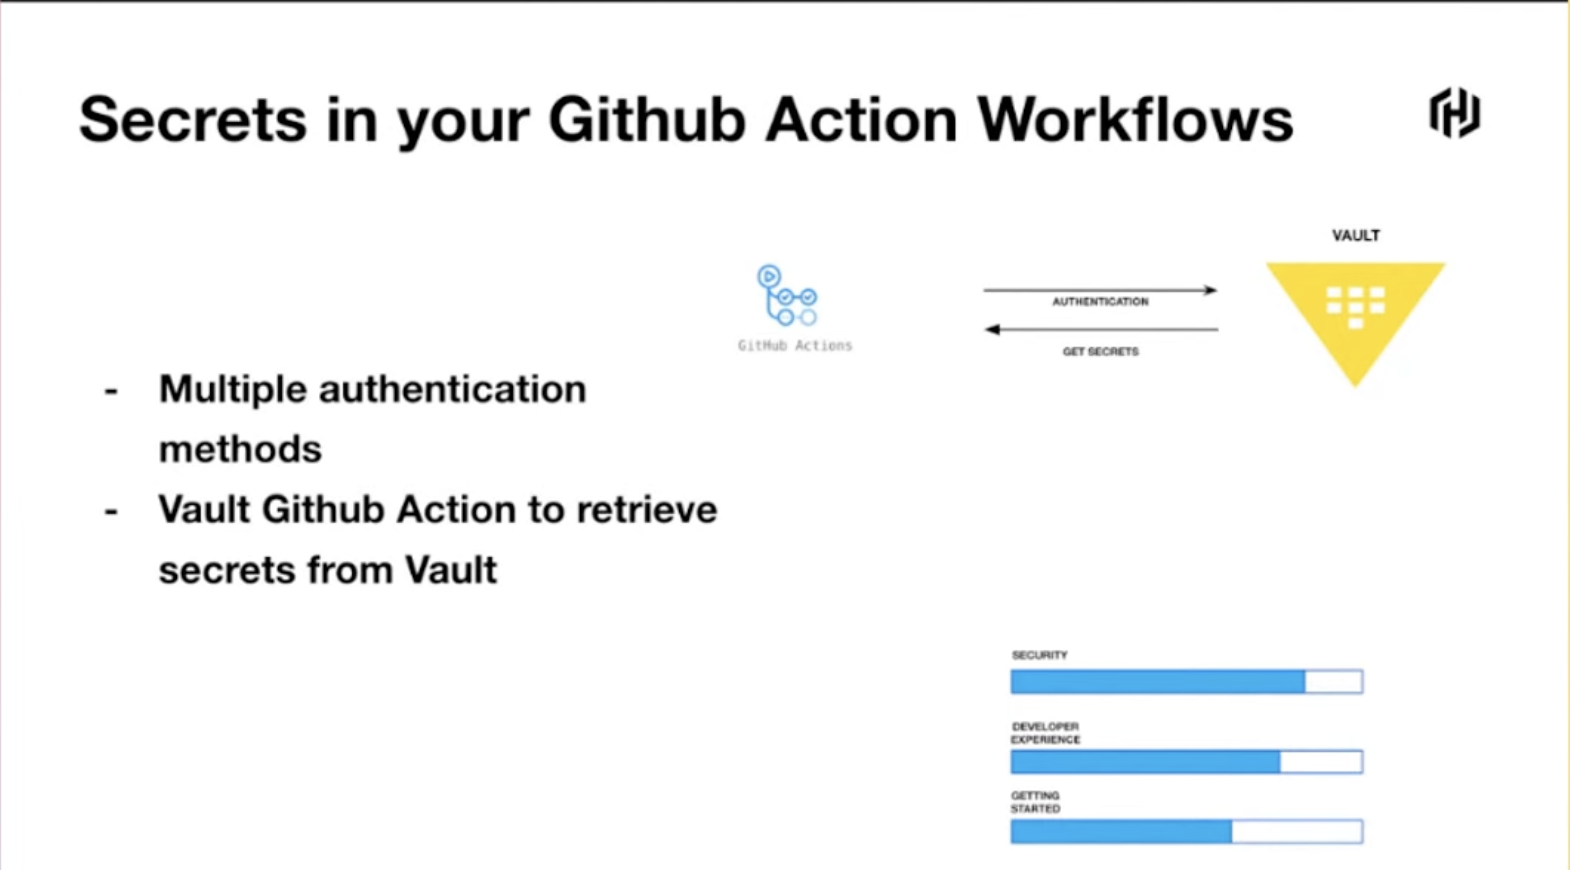 Secrets in your Github Action Workflows
VAULT
AUTHENTICATION
GET SECRETS
GitHub Actions
- Multiple authentication
methods
- Vault Github Action to retrieve
secrets from Vault
SECURITY
DEVELOPER
EXPERIENCE
GETTING
STARTED